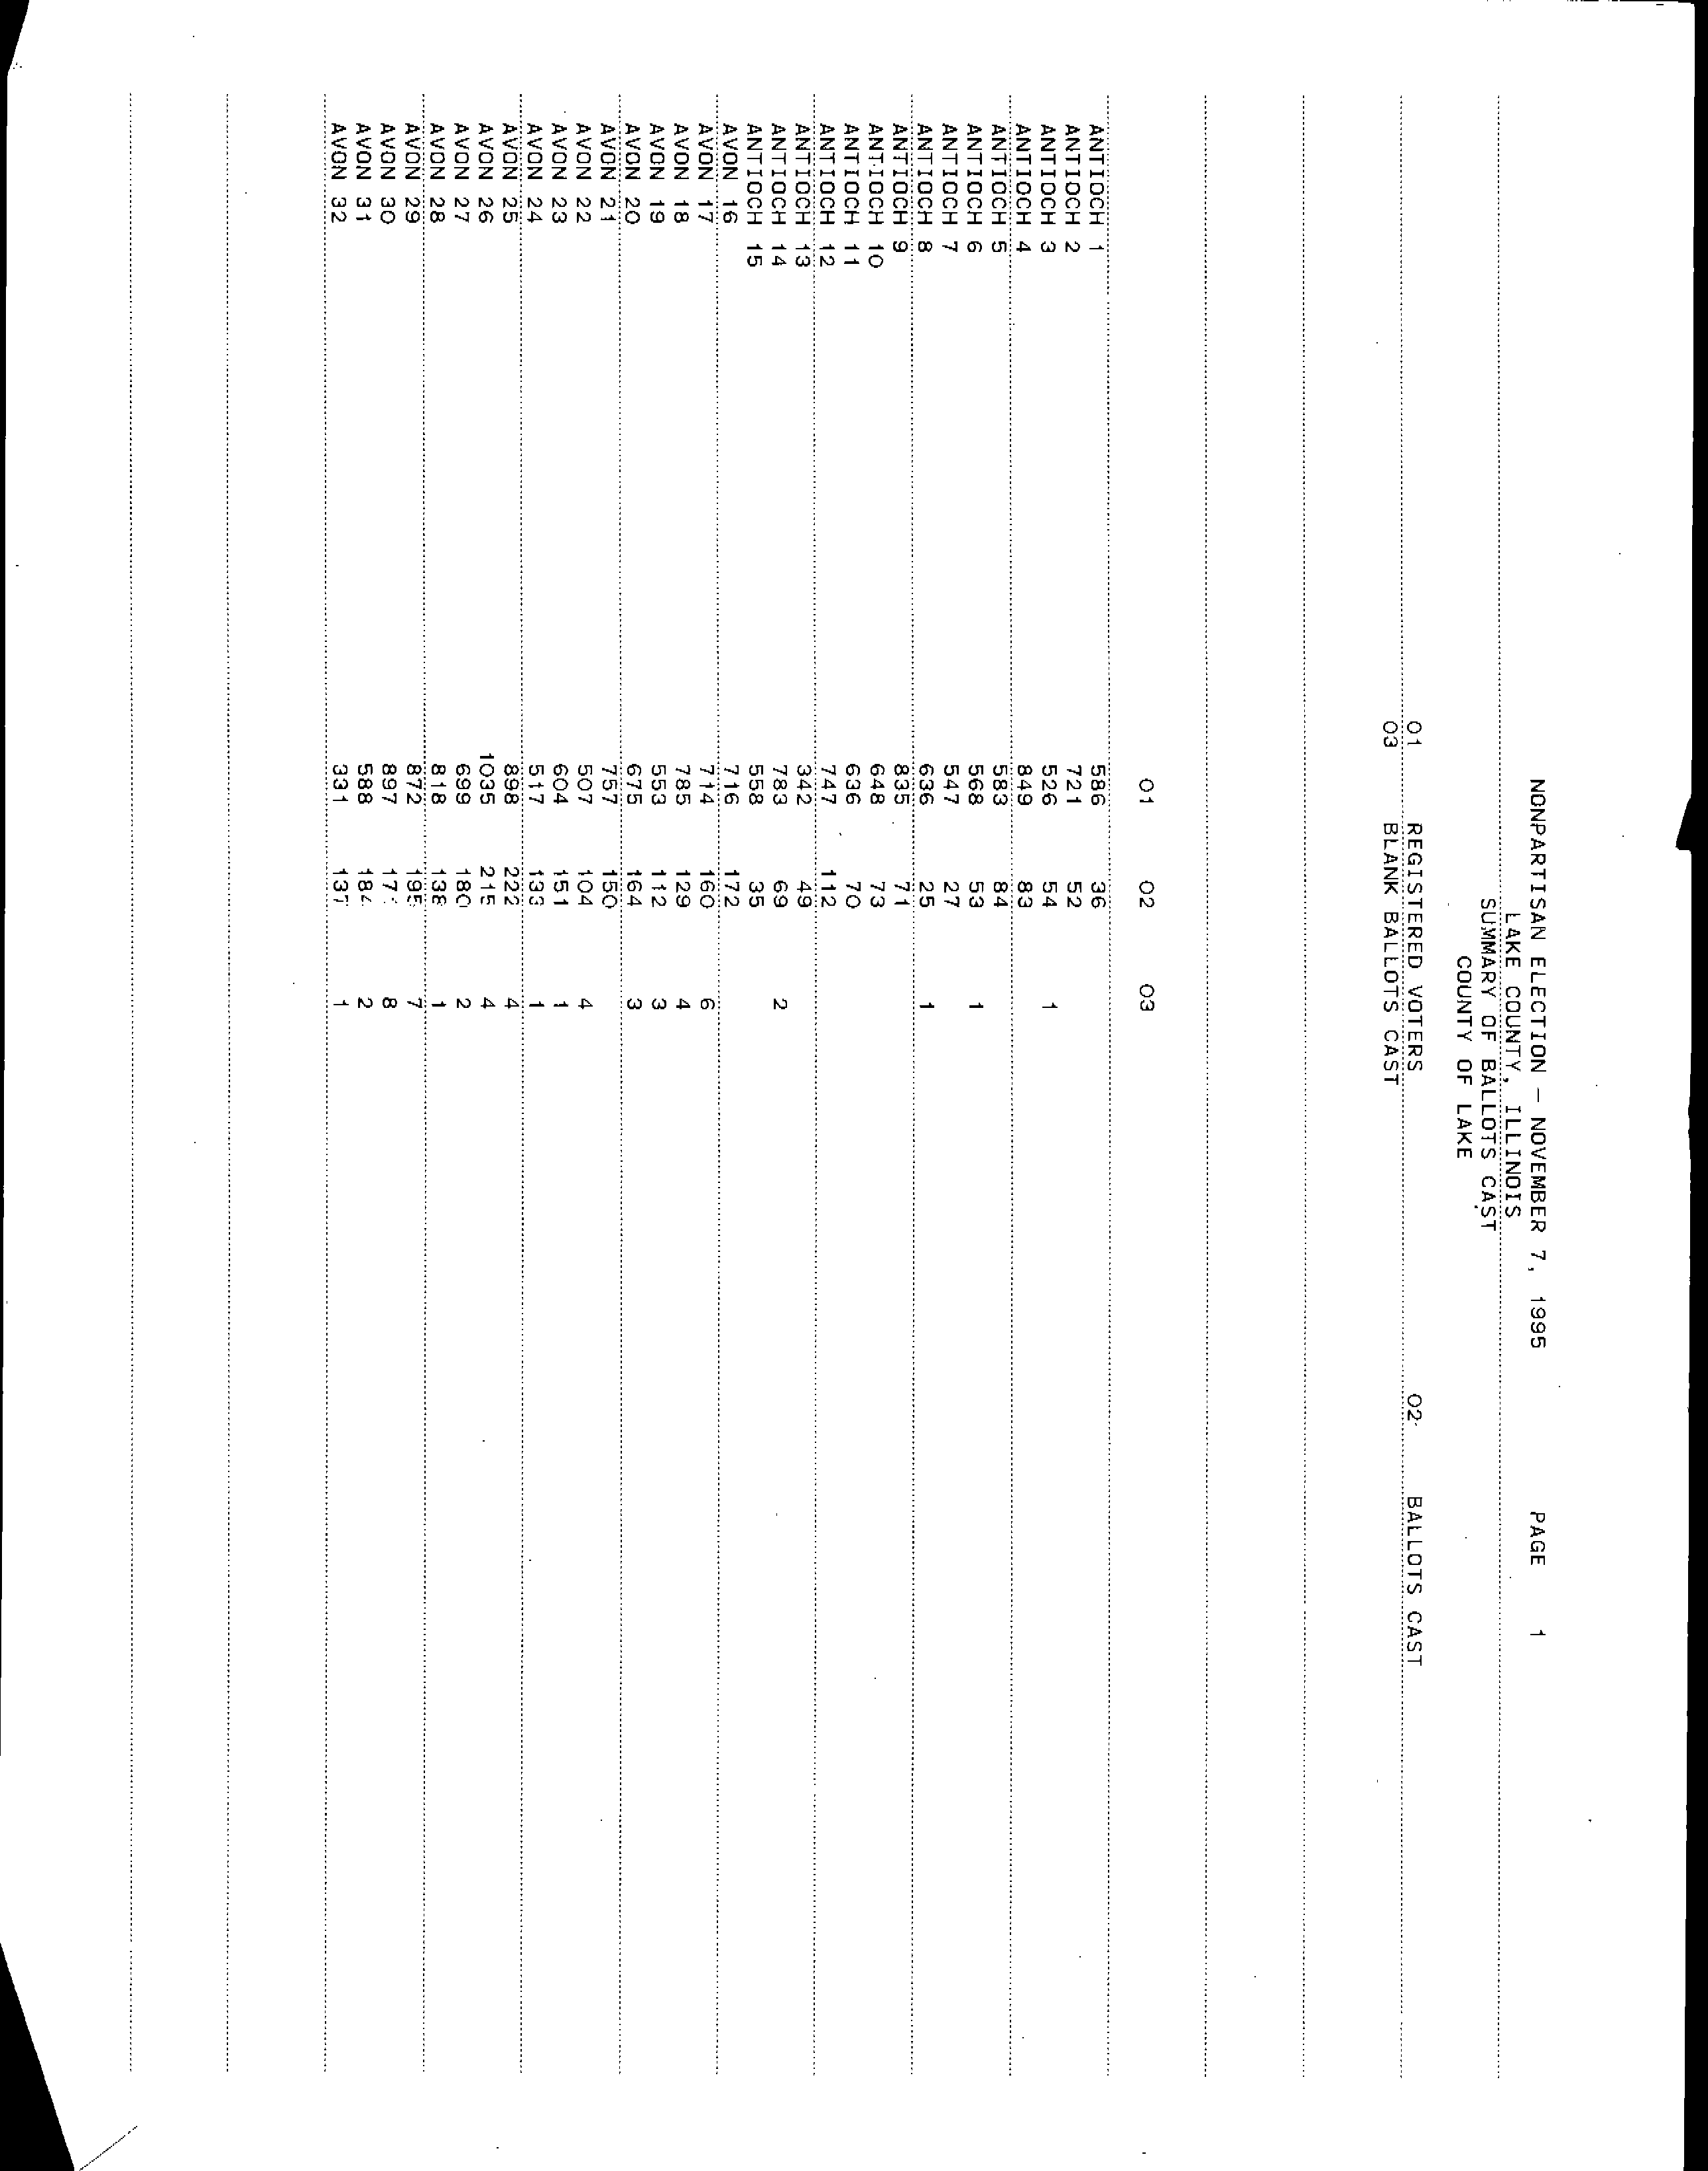 NONPARTISAN ELECTION — NOVEMBER 7, 1995 PAGE 1
LAKE COUNTY, ILLINOIS
SUMMARY OF BALLOTS CAST
COUNTY OF LAKE
01 REGISTERED VOTERS 02 BALLOTS CAST
03 BLANK BALLOTS CAST
01 02 03
ANTIOCH 1 586 36
ANTIOCH 2 721 52
ANTIOCH 3 526 54 1
ANTIOCH 4 849 83
ANTIOCH 5 583 84
ANTIOCH 6 568 53 1
ANTIOCH 7 547 27
ANTIOCH 8 636 25 1
ANTIOCH 9 835 71
ANTIOCH 10 648 73
ANTIOCH 11 636 70
ANTIOCH 12 747 112
ANTIOCH 13 342 49
ANTIOCH 14 783 69 2
ANTIOCH 15 558 35
AVON 16 716 172
AVON 17 714 160 6
AVON 18 785 129 4
AVON 19 553 112 3
AVON 20 675 164 3
AVON 21 757 150
AVON 22 507 104 4
AVON 23 604 151 1
AVON 24 517 133 1
AVON 25 898 222 4
AVON 26 1035 215 4
AVON 27 699 180 2
AVON 28 818 138 1
AVON 29 872 195 7
AVON 30 897 8
AVON 31 588 184 2
AVON 32 331 137 1